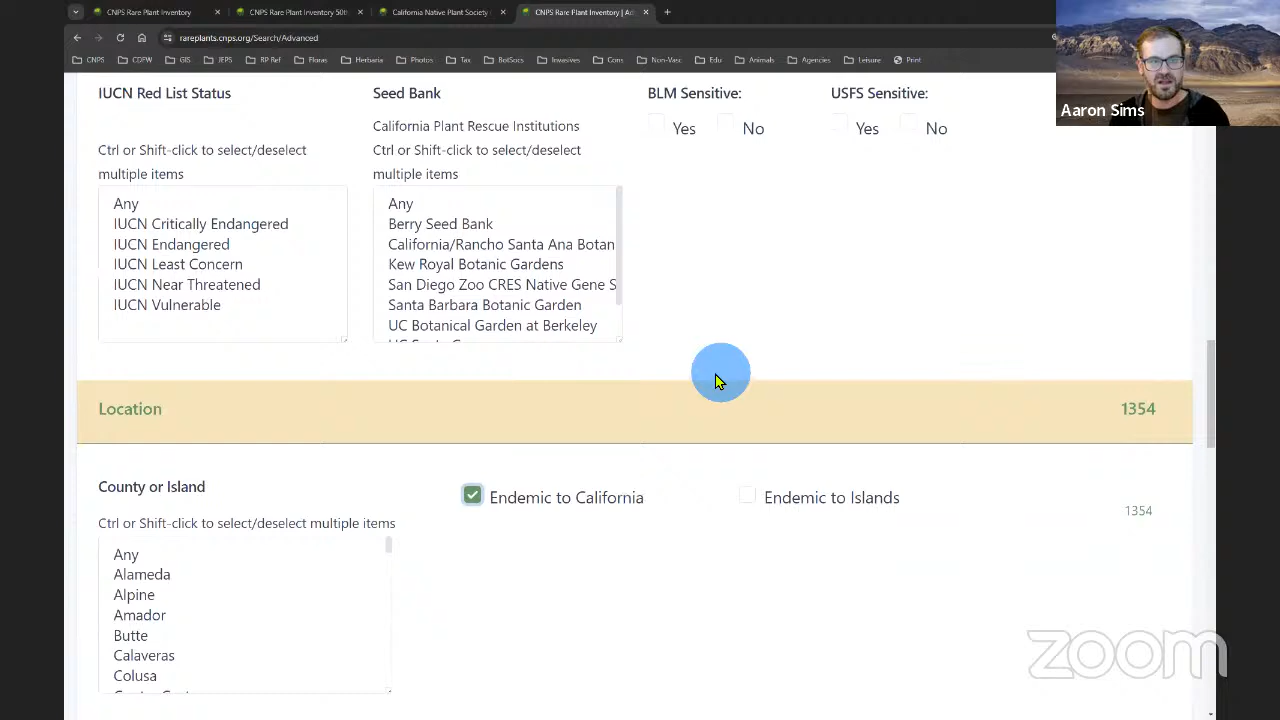 CNPS Rare Plant Inventory
CNPS Rare Plant Inventory 50th
California Native Plant Society
CNPS Rare Plant Inventory | Ad
rareplants.cnps.org/Search/Advanced
CNPS
CDFW
GIS
JEPS
RP Ref
Floras
Herbaria
Photos
Tax
BotSocs
Invasives
Cons
Non-Vasc
Edu
Animals
Agencies
Leisure
Print
Aaron Sims
IUCN Red List Status
Ctrl or Shift-click to select/deselect
multiple items
Any
IUCN Critically Endangered
IUCN Endangered
IUCN Least Concern
IUCN Near Threatened
IUCN Vulnerable
Seed Bank
California Plant Rescue Institutions
Ctrl or Shift-click to select/deselect
multiple items
Any
Berry Seed Bank
California/Rancho Santa Ana Botan
Kew Royal Botanic Gardens
San Diego Zoo CRES Native Gene S
Santa Barbara Botanic Garden
UC Botanical Garden at Berkeley
BLM Sensitive:
Yes No
USFS Sensitive:
Yes No
Location 1354
County or Island
Endemic to California
Endemic to Islands
1354
Ctrl or Shift-click to select/deselect multiple items
Any
Alameda
Alpine
Amador
Butte
Calaveras
Colusa
zoom